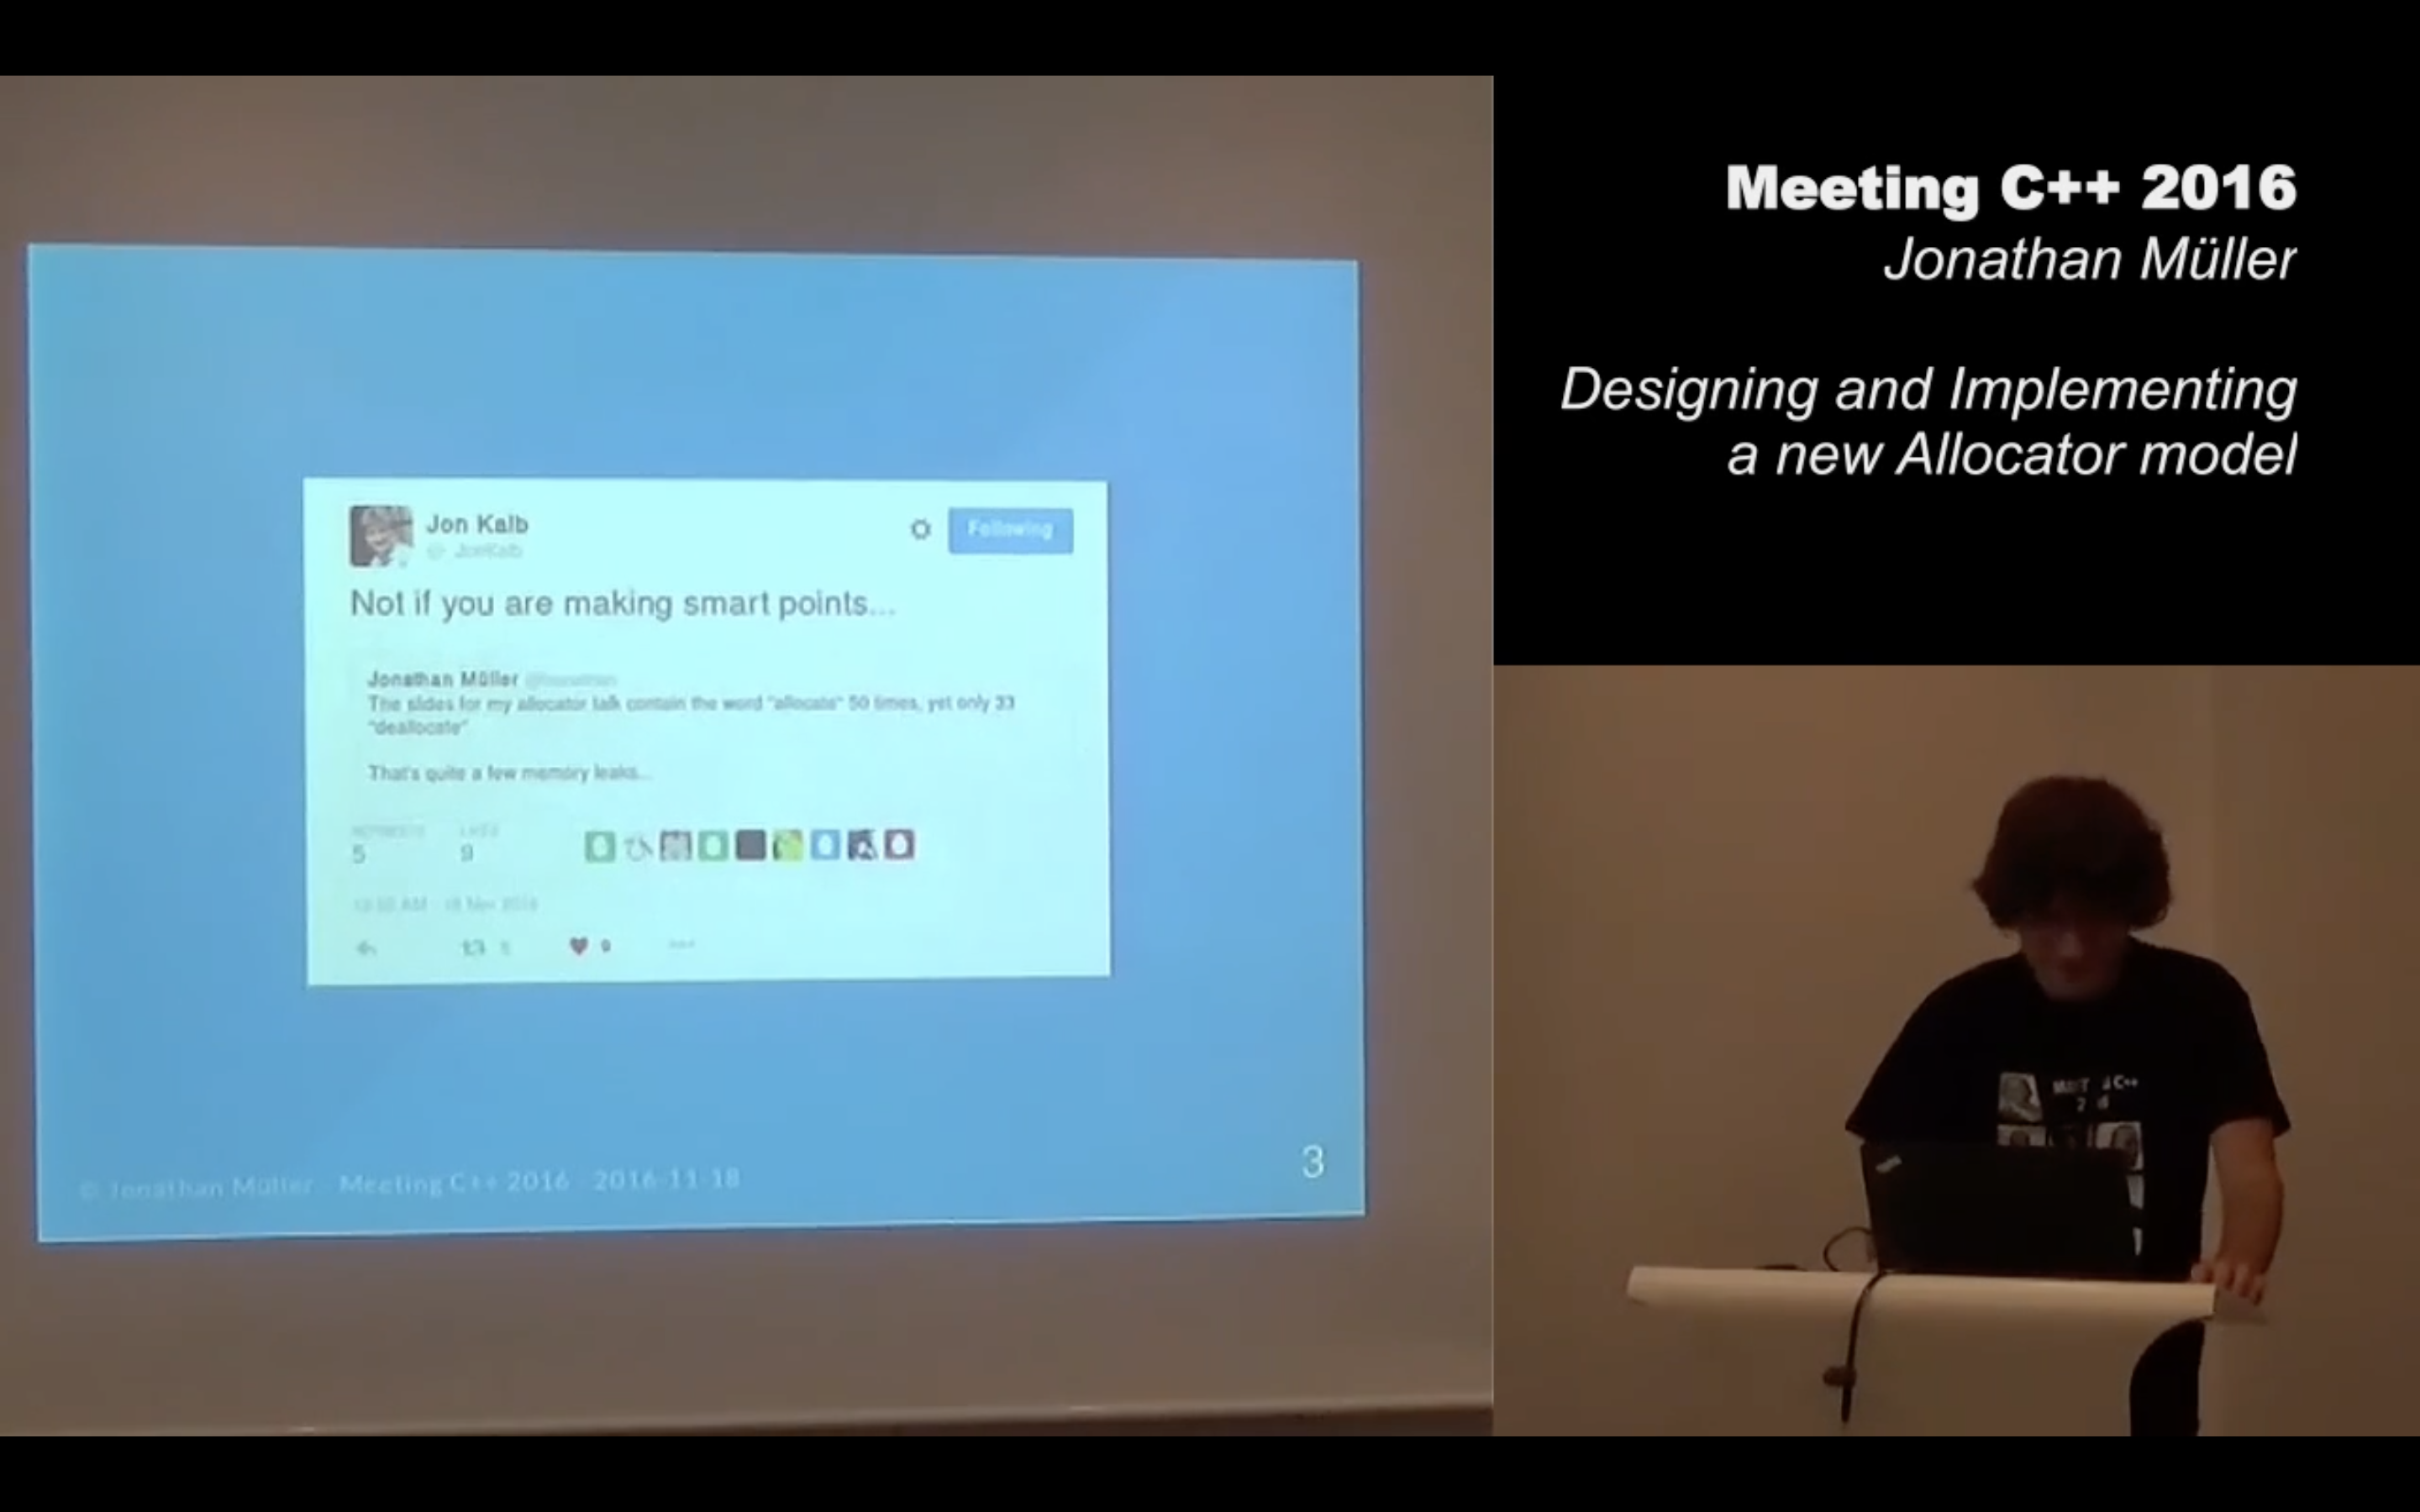 Meeting C++ 2016
Jonathan Müller
Designing and Implementing
a new Allocator model
Jon Kalb
@JonKalb
Following
Not if you are making smart points...
Jonathan Müller
The slides for my allocator talk contain the word "allocate" 50 times, yet only 33
"deallocate"
That's quite a few memory leaks...
RETWEETS LIKES
5 9
18 Nov 2016
5 9
© Jonathan Müller - Meeting C++ 2016 - 2016-11-18
3